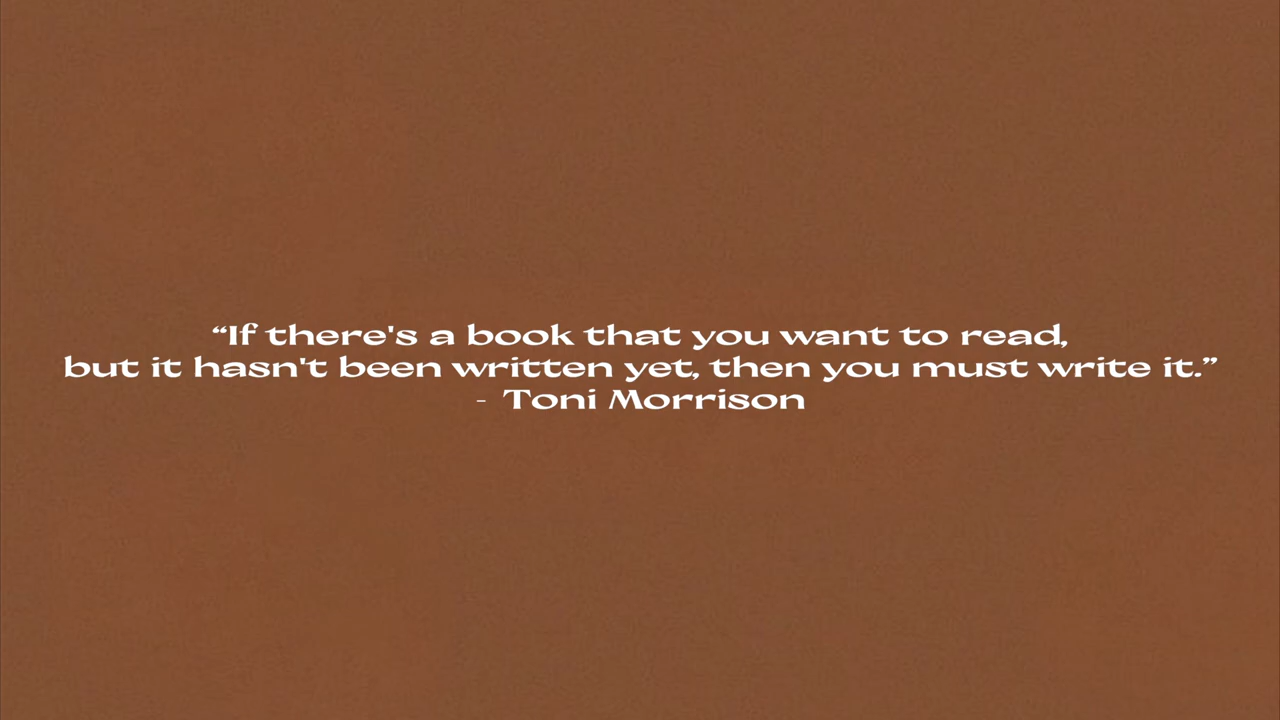 “If there's a book that you want to read,
but it hasn't been written yet, then you must write it.”
- Toni Morrison